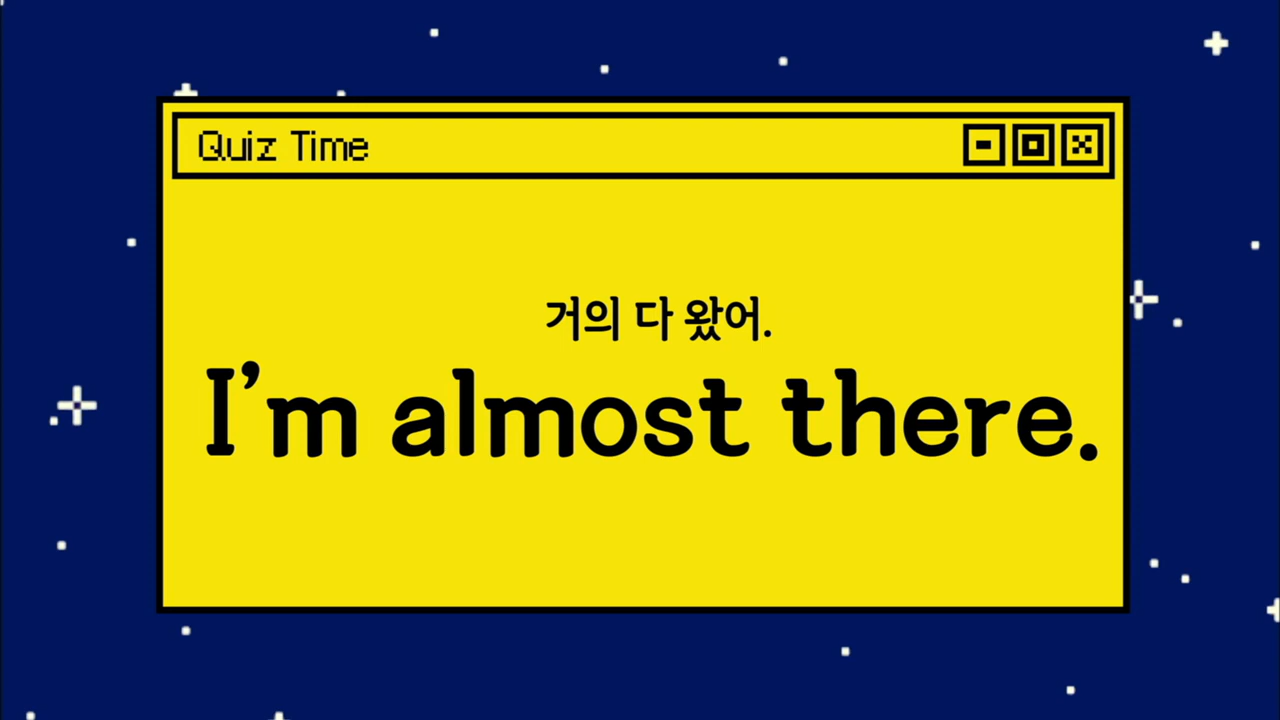 Quiz Time
거의 다 왔어.
I’m almost there.